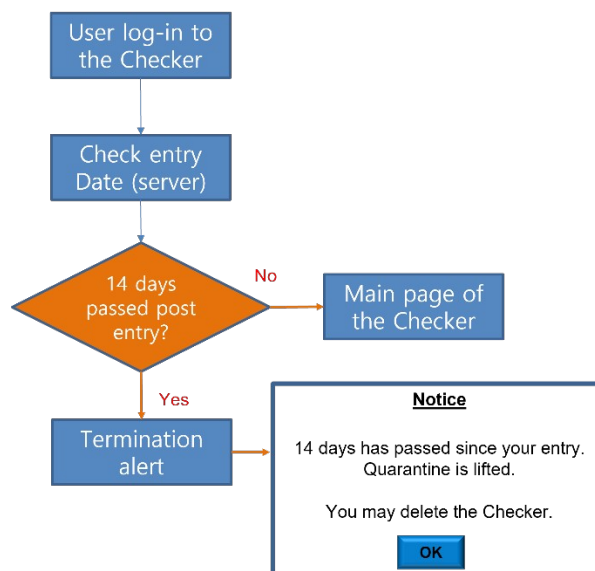 User log-in to
the Checker
Check entry
Date (server)
14 days
passed post
entry?
No
Main page of
the Checker
Yes
Termination
alert
Notice
14 days has passed since your entry.
Quarantine is lifted.
You may delete the Checker.
OK